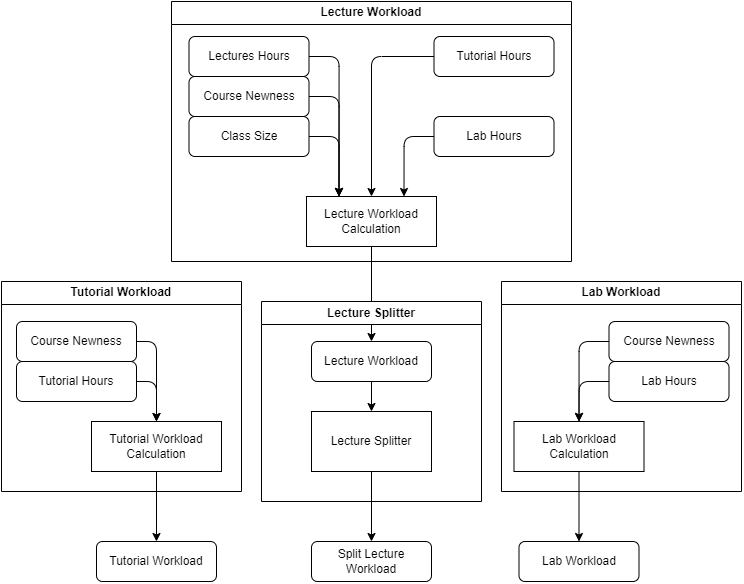 Lecture Workload
Lectures Hours
Tutorial Hours
Course Newness
Class Size
Lab Hours
Lecture Workload
Calculation
Tutorial Workload
Course Newness
Tutorial Hours
Tutorial Workload
Calculation
Tutorial Workload
Lecture Splitter
Lecture Workload
Lecture Splitter
Split Lecture
Workload
Lab Workload
Course Newness
Lab Hours
Lab Workload
Calculation
Lab Workload